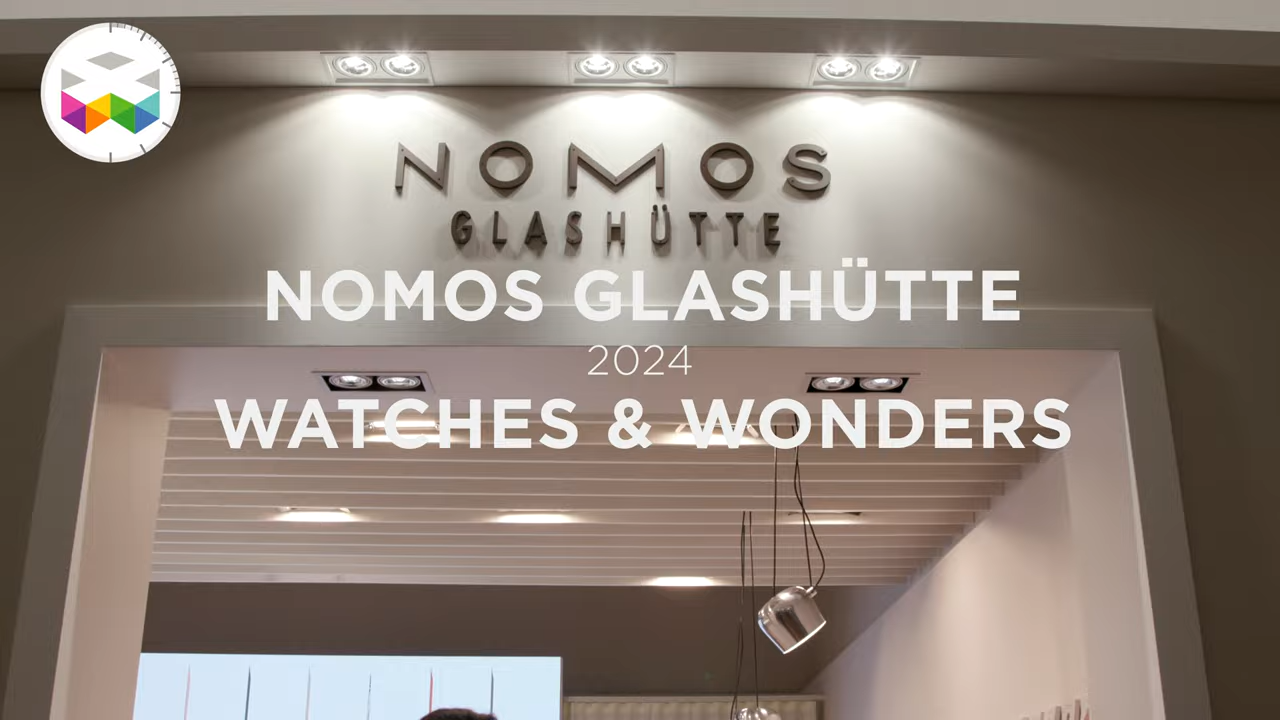 NOMOS
GLASHÜTTE
NOMOS GLASHÜTTE
2024
WATCHES & WONDERS